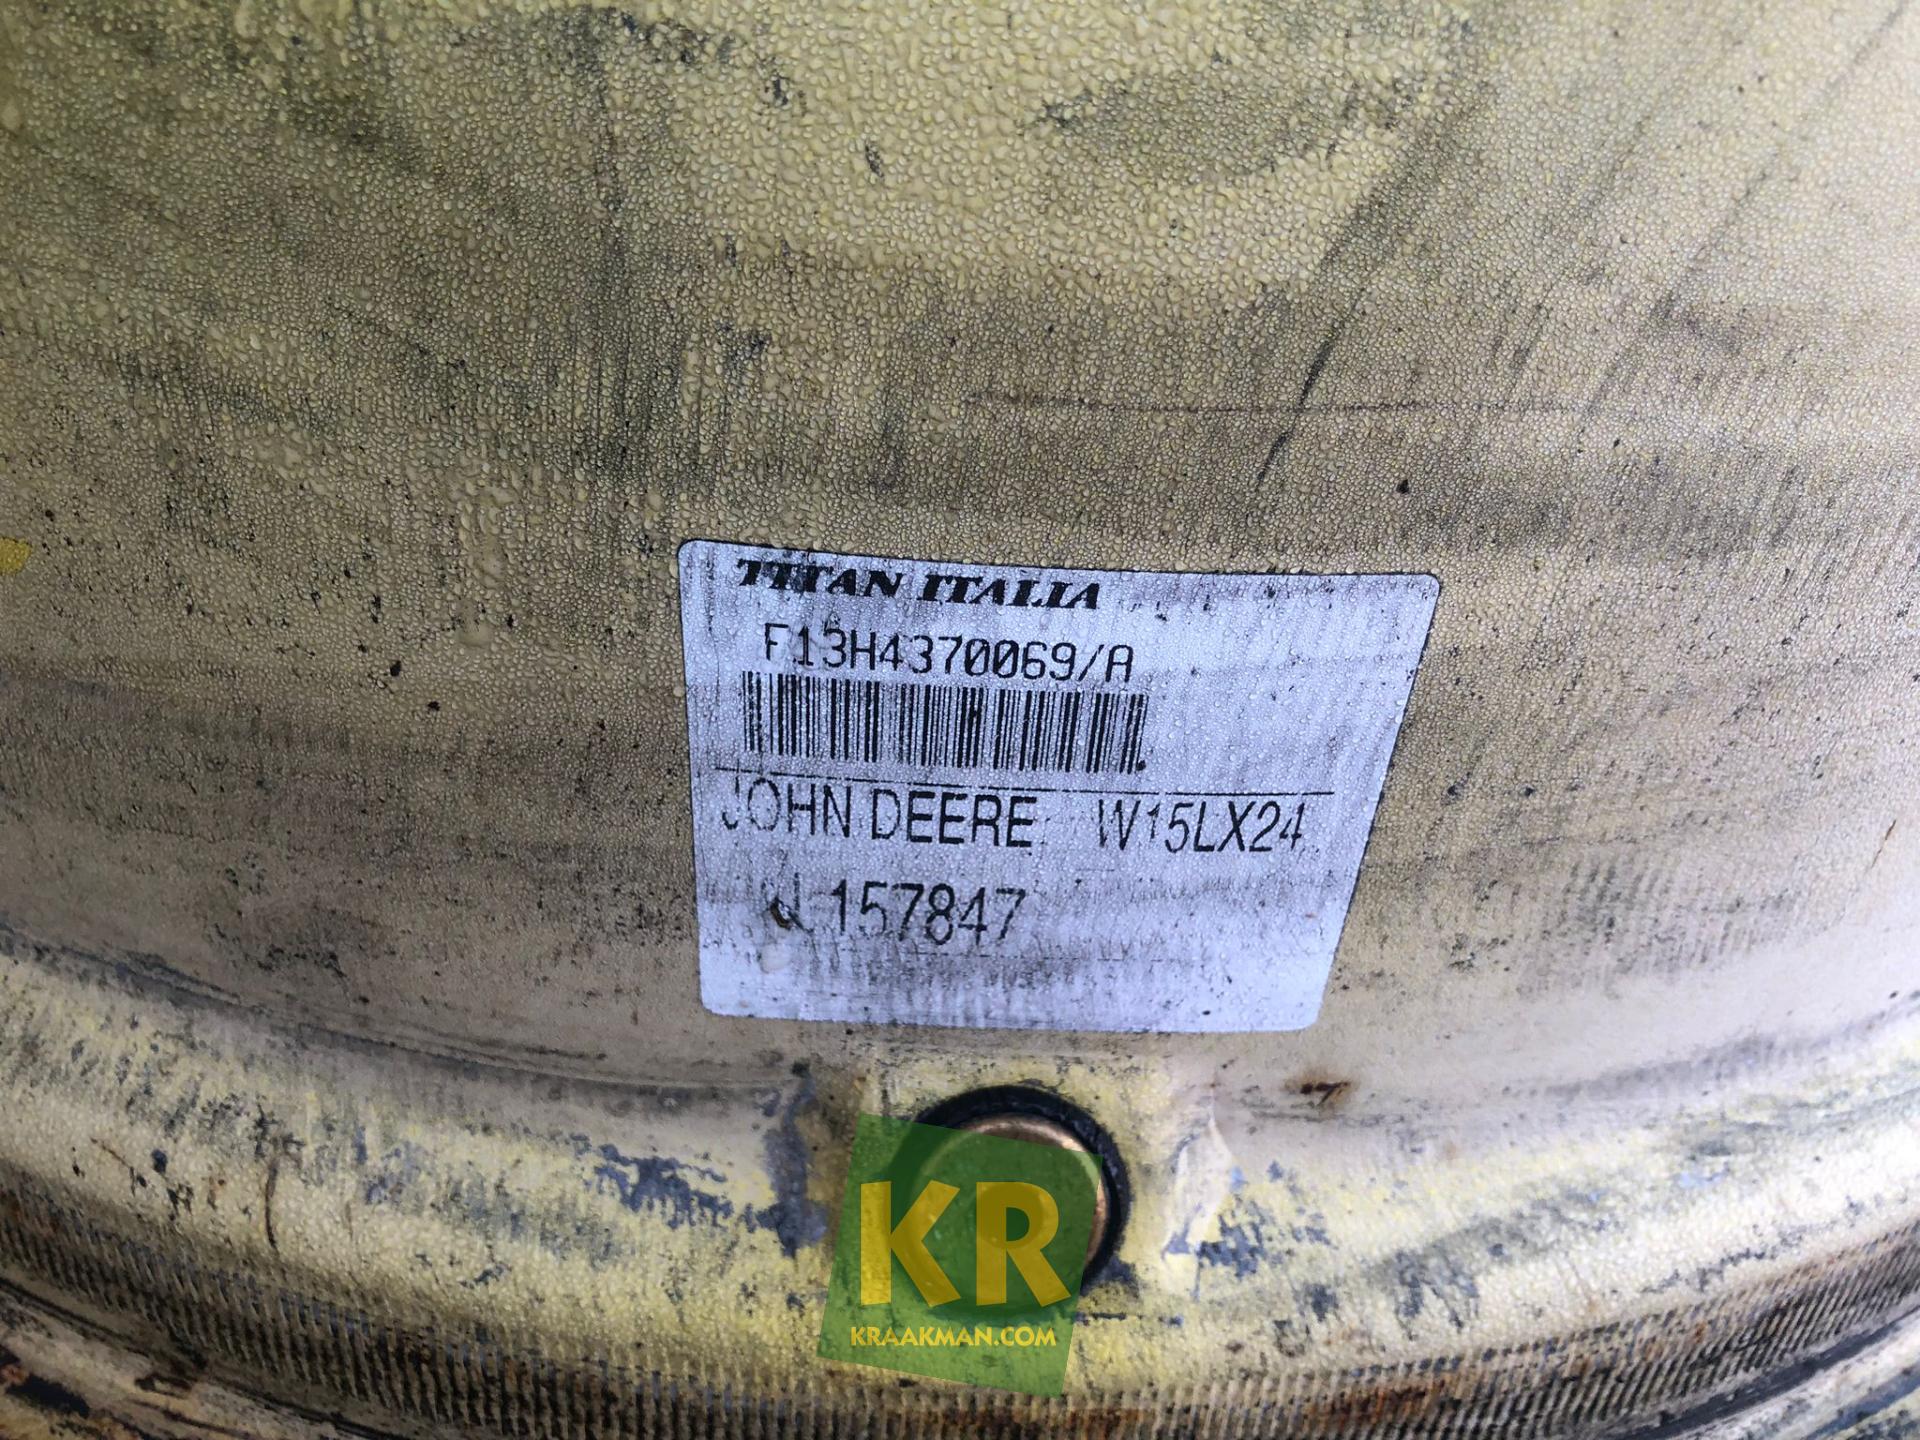 TITAN ITALIA
F13H4370069/A
JOHN DEERE W15LX24
157847
KR
KRAAKMAN.COM